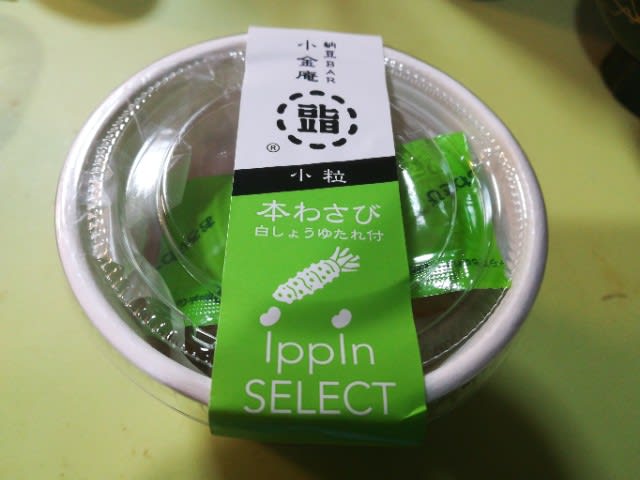 納豆BAR
小金庵
®
小粒
本わさび
白しょうゆたれ付
IppIn
SELECT